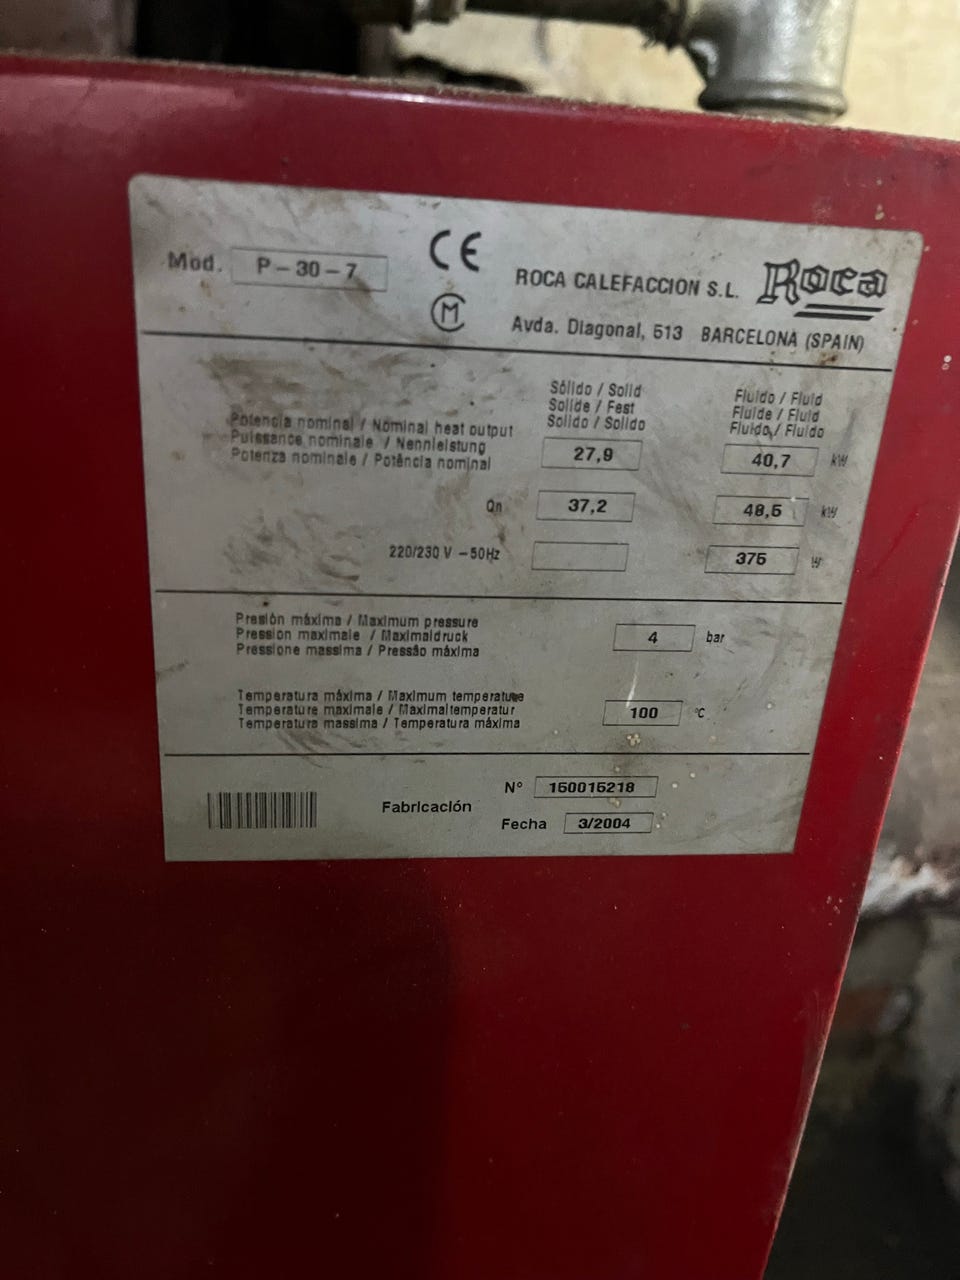 Mod. P-30-7
CE
CM
ROCA CALEFACCION S.L. Roca
Avda. Diagonal, 513 BARCELONA (SPAIN)
Sólido / Solid
Solide / Fest
Solido / Solido
Fluido / Fluid
Fluide / Fluid
Fluido / Fluido
Potencia nominal / Nominal heat output
Puissance nominale / Nennleistung
Potenza nominale / Potência nominal
27,9 40,7 kW
Qn 37,2 48,5 kW
220/230 V - 50Hz 375 W
Presión máxima / Maximum pressure
Pression maximale / Maximaldruck
Pressione massima / Pressão máxima
4 bar
Temperatura máxima / Maximum temperature
Temperature maximale / Maximaltemperatur
Temperatura massima / Temperatura máxima
100 °C
Fabricación
N° 150015218
Fecha 3/2004